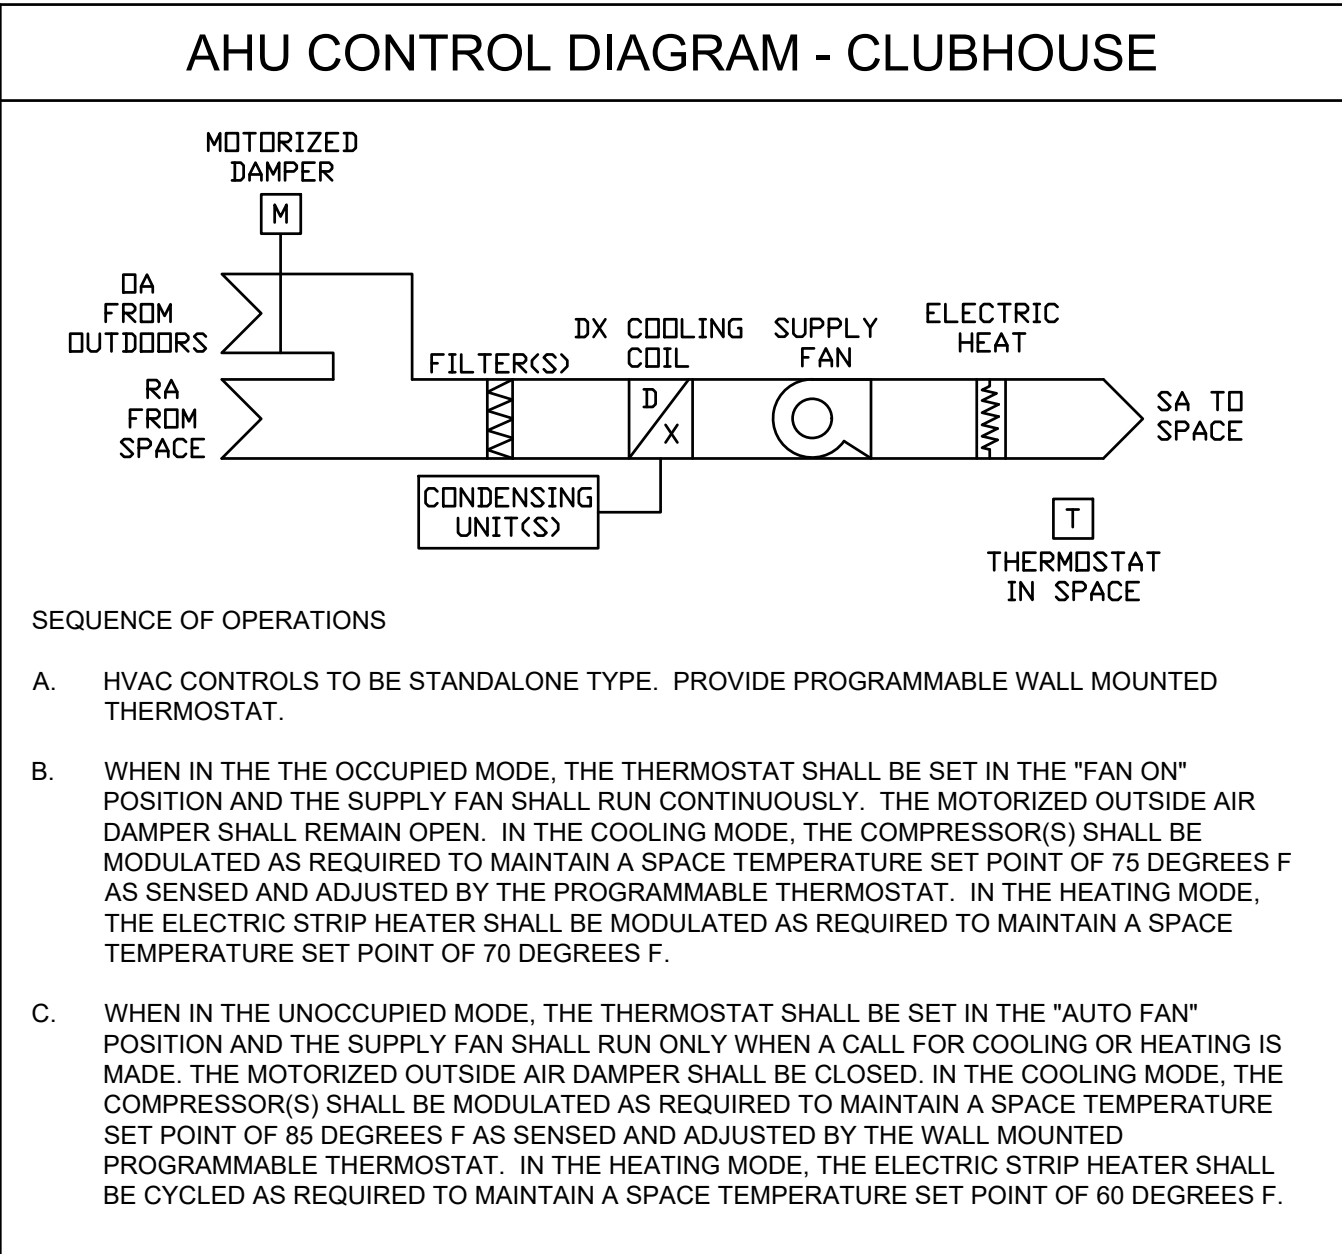 AHU CONTROL DIAGRAM - CLUBHOUSE
MOTORIZED
DAMPER
M
OA
FROM
OUTDOORS
RA
FROM
SPACE
FILTER(S)
DX COOLING
COIL
D
X
SUPPLY
FAN
ELECTRIC
HEAT
SA TO
SPACE
CONDENSING
UNIT(S)
T
THERMOSTAT
IN SPACE
SEQUENCE OF OPERATIONS
A. HVAC CONTROLS TO BE STANDALONE TYPE. PROVIDE PROGRAMMABLE WALL MOUNTED
THERMOSTAT.
B. WHEN IN THE THE OCCUPIED MODE, THE THERMOSTAT SHALL BE SET IN THE "FAN ON"
POSITION AND THE SUPPLY FAN SHALL RUN CONTINUOUSLY. THE MOTORIZED OUTSIDE AIR
DAMPER SHALL REMAIN OPEN. IN THE COOLING MODE, THE COMPRESSOR(S) SHALL BE
MODULATED AS REQUIRED TO MAINTAIN A SPACE TEMPERATURE SET POINT OF 75 DEGREES F
AS SENSED AND ADJUSTED BY THE PROGRAMMABLE THERMOSTAT. IN THE HEATING MODE,
THE ELECTRIC STRIP HEATER SHALL BE MODULATED AS REQUIRED TO MAINTAIN A SPACE
TEMPERATURE SET POINT OF 70 DEGREES F.
C. WHEN IN THE UNOCCUPIED MODE, THE THERMOSTAT SHALL BE SET IN THE "AUTO FAN"
POSITION AND THE SUPPLY FAN SHALL RUN ONLY WHEN A CALL FOR COOLING OR HEATING IS
MADE. THE MOTORIZED OUTSIDE AIR DAMPER SHALL BE CLOSED. IN THE COOLING MODE, THE
COMPRESSOR(S) SHALL BE MODULATED AS REQUIRED TO MAINTAIN A SPACE TEMPERATURE
SET POINT OF 85 DEGREES F AS SENSED AND ADJUSTED BY THE WALL MOUNTED
PROGRAMMABLE THERMOSTAT. IN THE HEATING MODE, THE ELECTRIC STRIP HEATER SHALL
BE CYCLED AS REQUIRED TO MAINTAIN A SPACE TEMPERATURE SET POINT OF 60 DEGREES F.